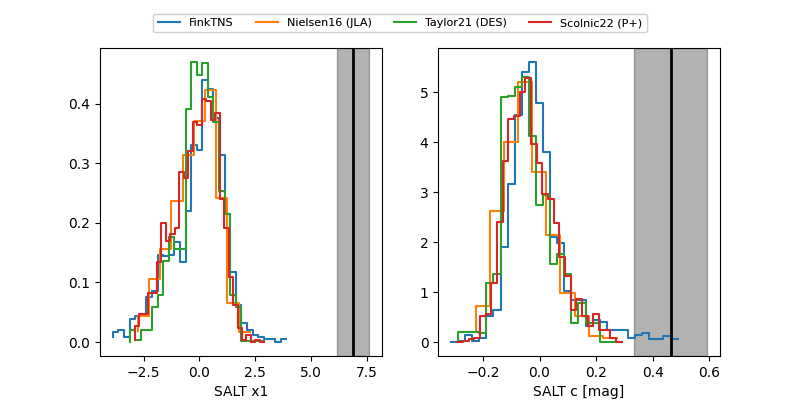 FinkTNS Nielsen16 (JLA) Taylor21 (DES) Scolnic22 (P+)
0.4
0.3
0.2
0.1
0.0
−2.5 0.0 2.5 5.0 7.5
SALT x1
5
4
3
2
1
0
−0.2 0.0 0.2 0.4 0.6
SALT c [mag]